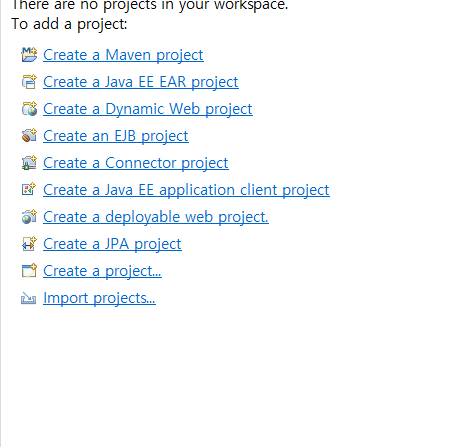 There are no projects in your workspace.
To add a project:
Create a Maven project
Create a Java EE EAR project
Create a Dynamic Web project
Create an EJB project
Create a Connector project
Create a Java EE application client project
Create a deployable web project.
Create a JPA project
Create a project...
Import projects...